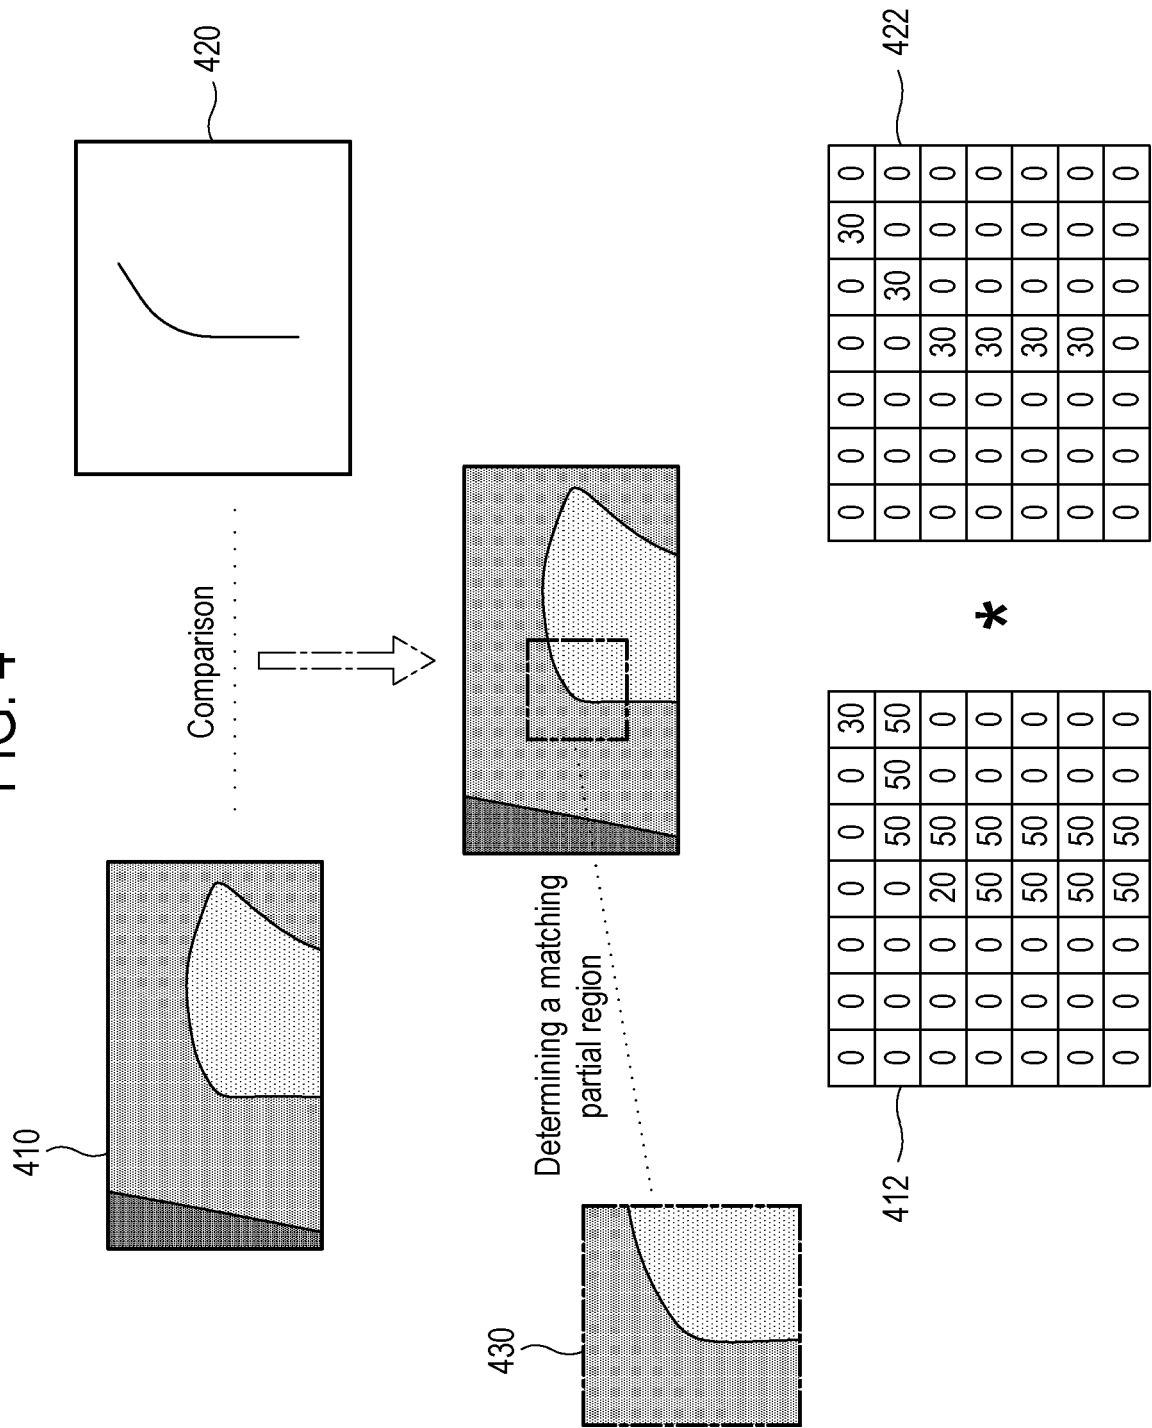 FIG. 4
410
420
Comparison
430
Determining a matching
partial region
412
0 0 0 0 0 0 30
0 0 0 0 50 50 50
0 0 0 20 50 0 0
0 0 0 50 50 0 0
0 0 0 50 50 0 0
0 0 0 50 50 0 0
0 0 0 50 50 0 0
*
422
0 0 0 0 0 30 0
0 0 0 0 30 0 0
0 0 0 30 0 0 0
0 0 0 30 0 0 0
0 0 0 30 0 0 0
0 0 0 30 0 0 0
0 0 0 0 0 0 0